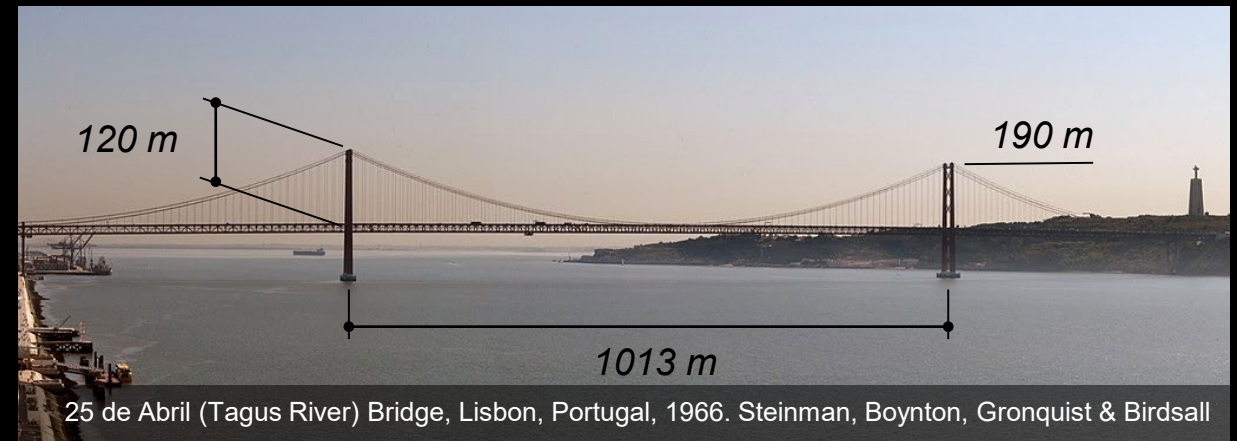 120 m
190 m
1013 m
25 de Abril (Tagus River) Bridge, Lisbon, Portugal, 1966. Steinman, Boynton, Gronquist & Birdsall